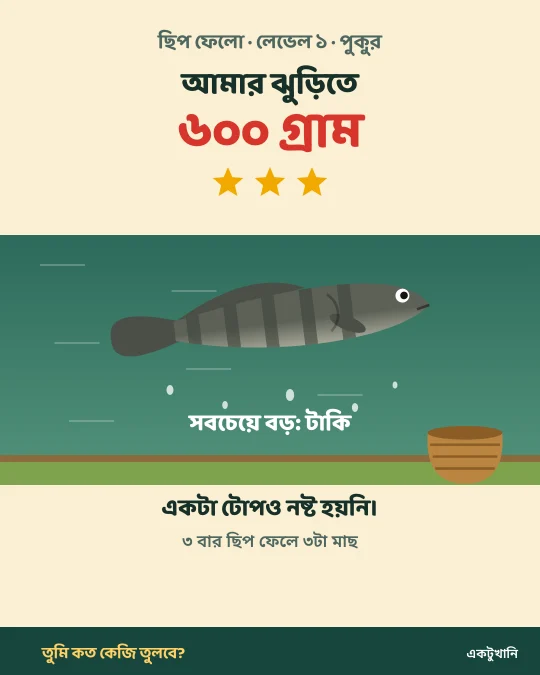 ছিপ ফেলো · লেভেল ১ · পুকুর
আমার ঝুড়িতে
৬০০ গ্রাম
সবচেয়ে বড়: টাকি
একটা টোপও নষ্ট হয়নি।
৩ বার ছিপ ফেলে ৩টা মাছ
তুমি কত কেজি তুলবে?
একটুখানি